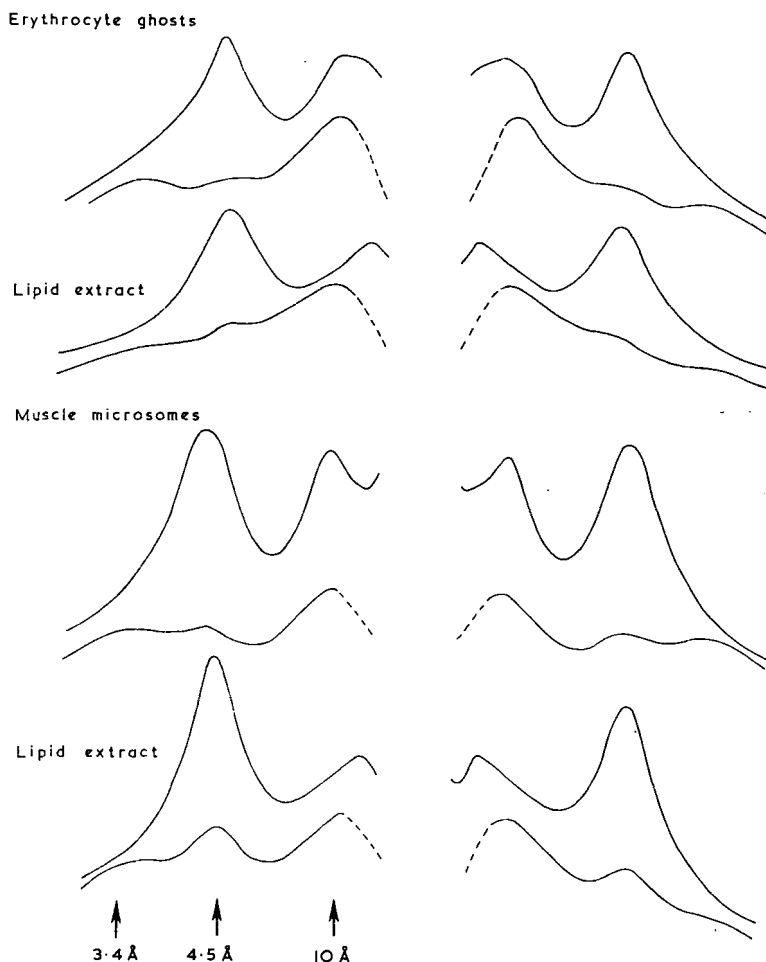 Erythrocyte ghosts
Lipid extract
Muscle microsomes
Lipid extract
3·4 Å 4·5 Å 10 Å